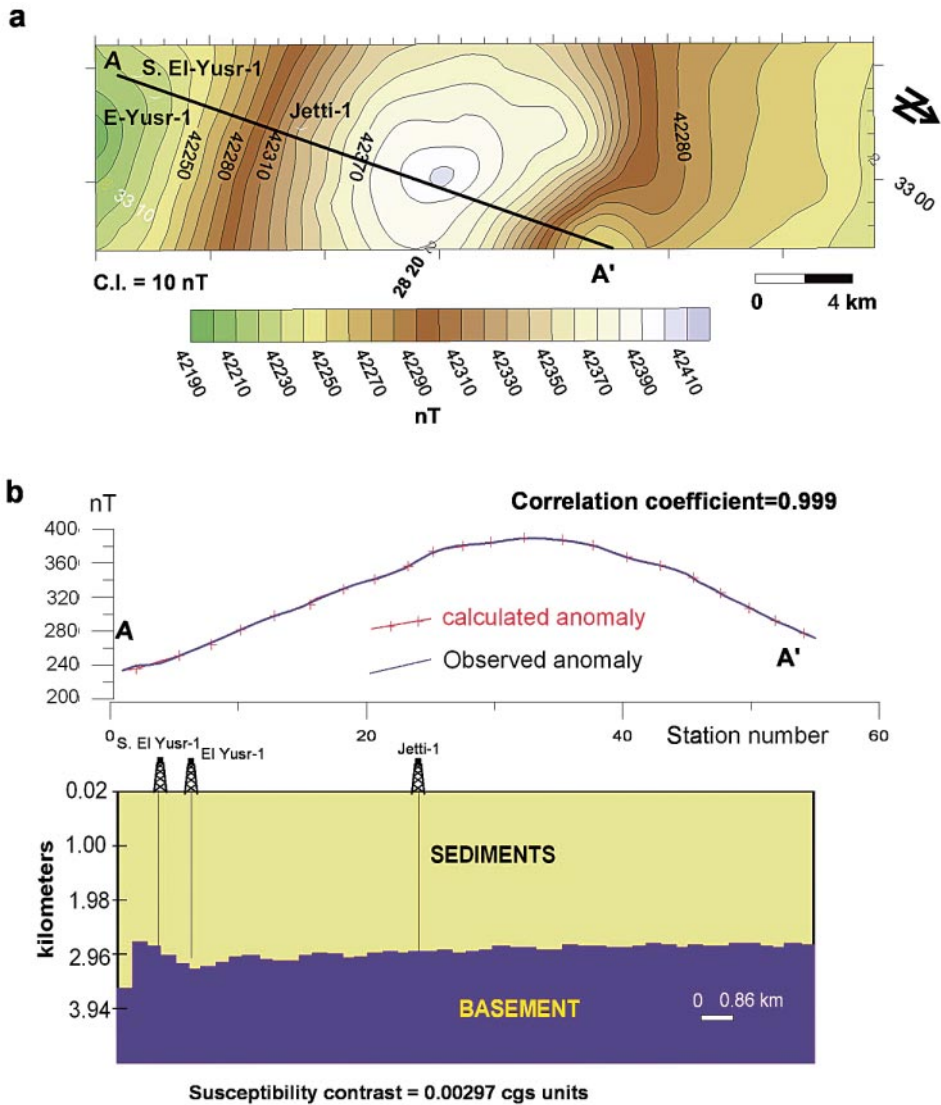 a
A
S. El-Yusr-1
E-Yusr-1
Jetti-1
42250
42280
42310
42370
42280
33 10
33 00
28 20
A'
C.I. = 10 nT
0 4 km
42190 42210 42230 42250 42270 42290 42310 42330 42350 42370 42390 42410
nT
b
nT
Correlation coefficient=0.999
400
360
320
280
240
200
A
A'
calculated anomaly
Observed anomaly
0 20 40 60
Station number
S. El Yusr-1
El Yusr-1
Jetti-1
0.02
1.00
1.98
2.96
3.94
kilometers
SEDIMENTS
BASEMENT
0 0.86 km
Susceptibility contrast = 0.00297 cgs units